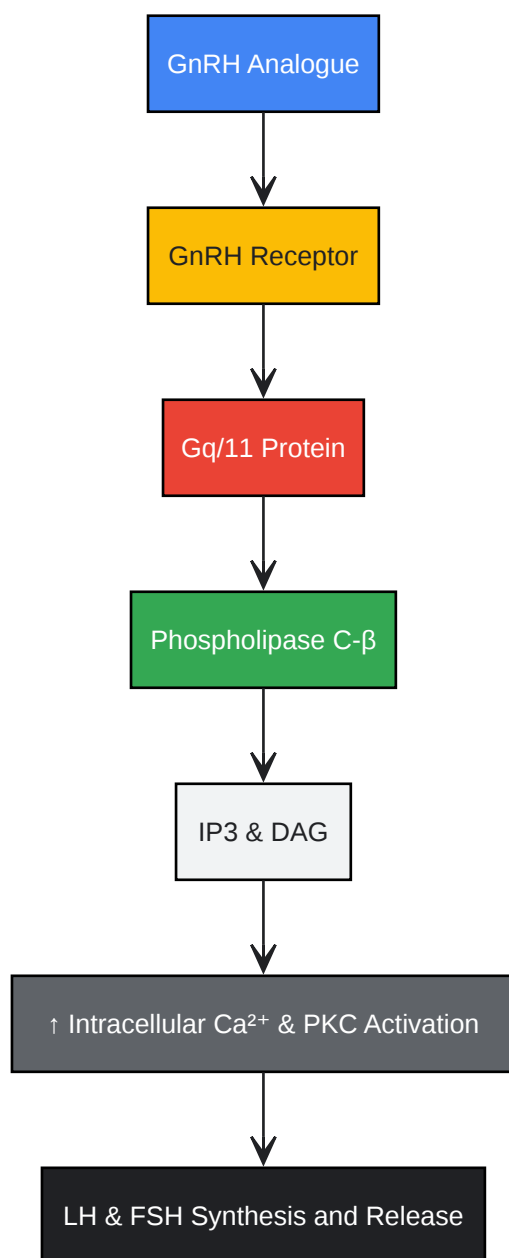 GnRH Analogue
GnRH Receptor
Gq/11 Protein
Phospholipase C-β
IP3 & DAG
↑ Intracellular Ca²⁺ & PKC Activation
LH & FSH Synthesis and Release